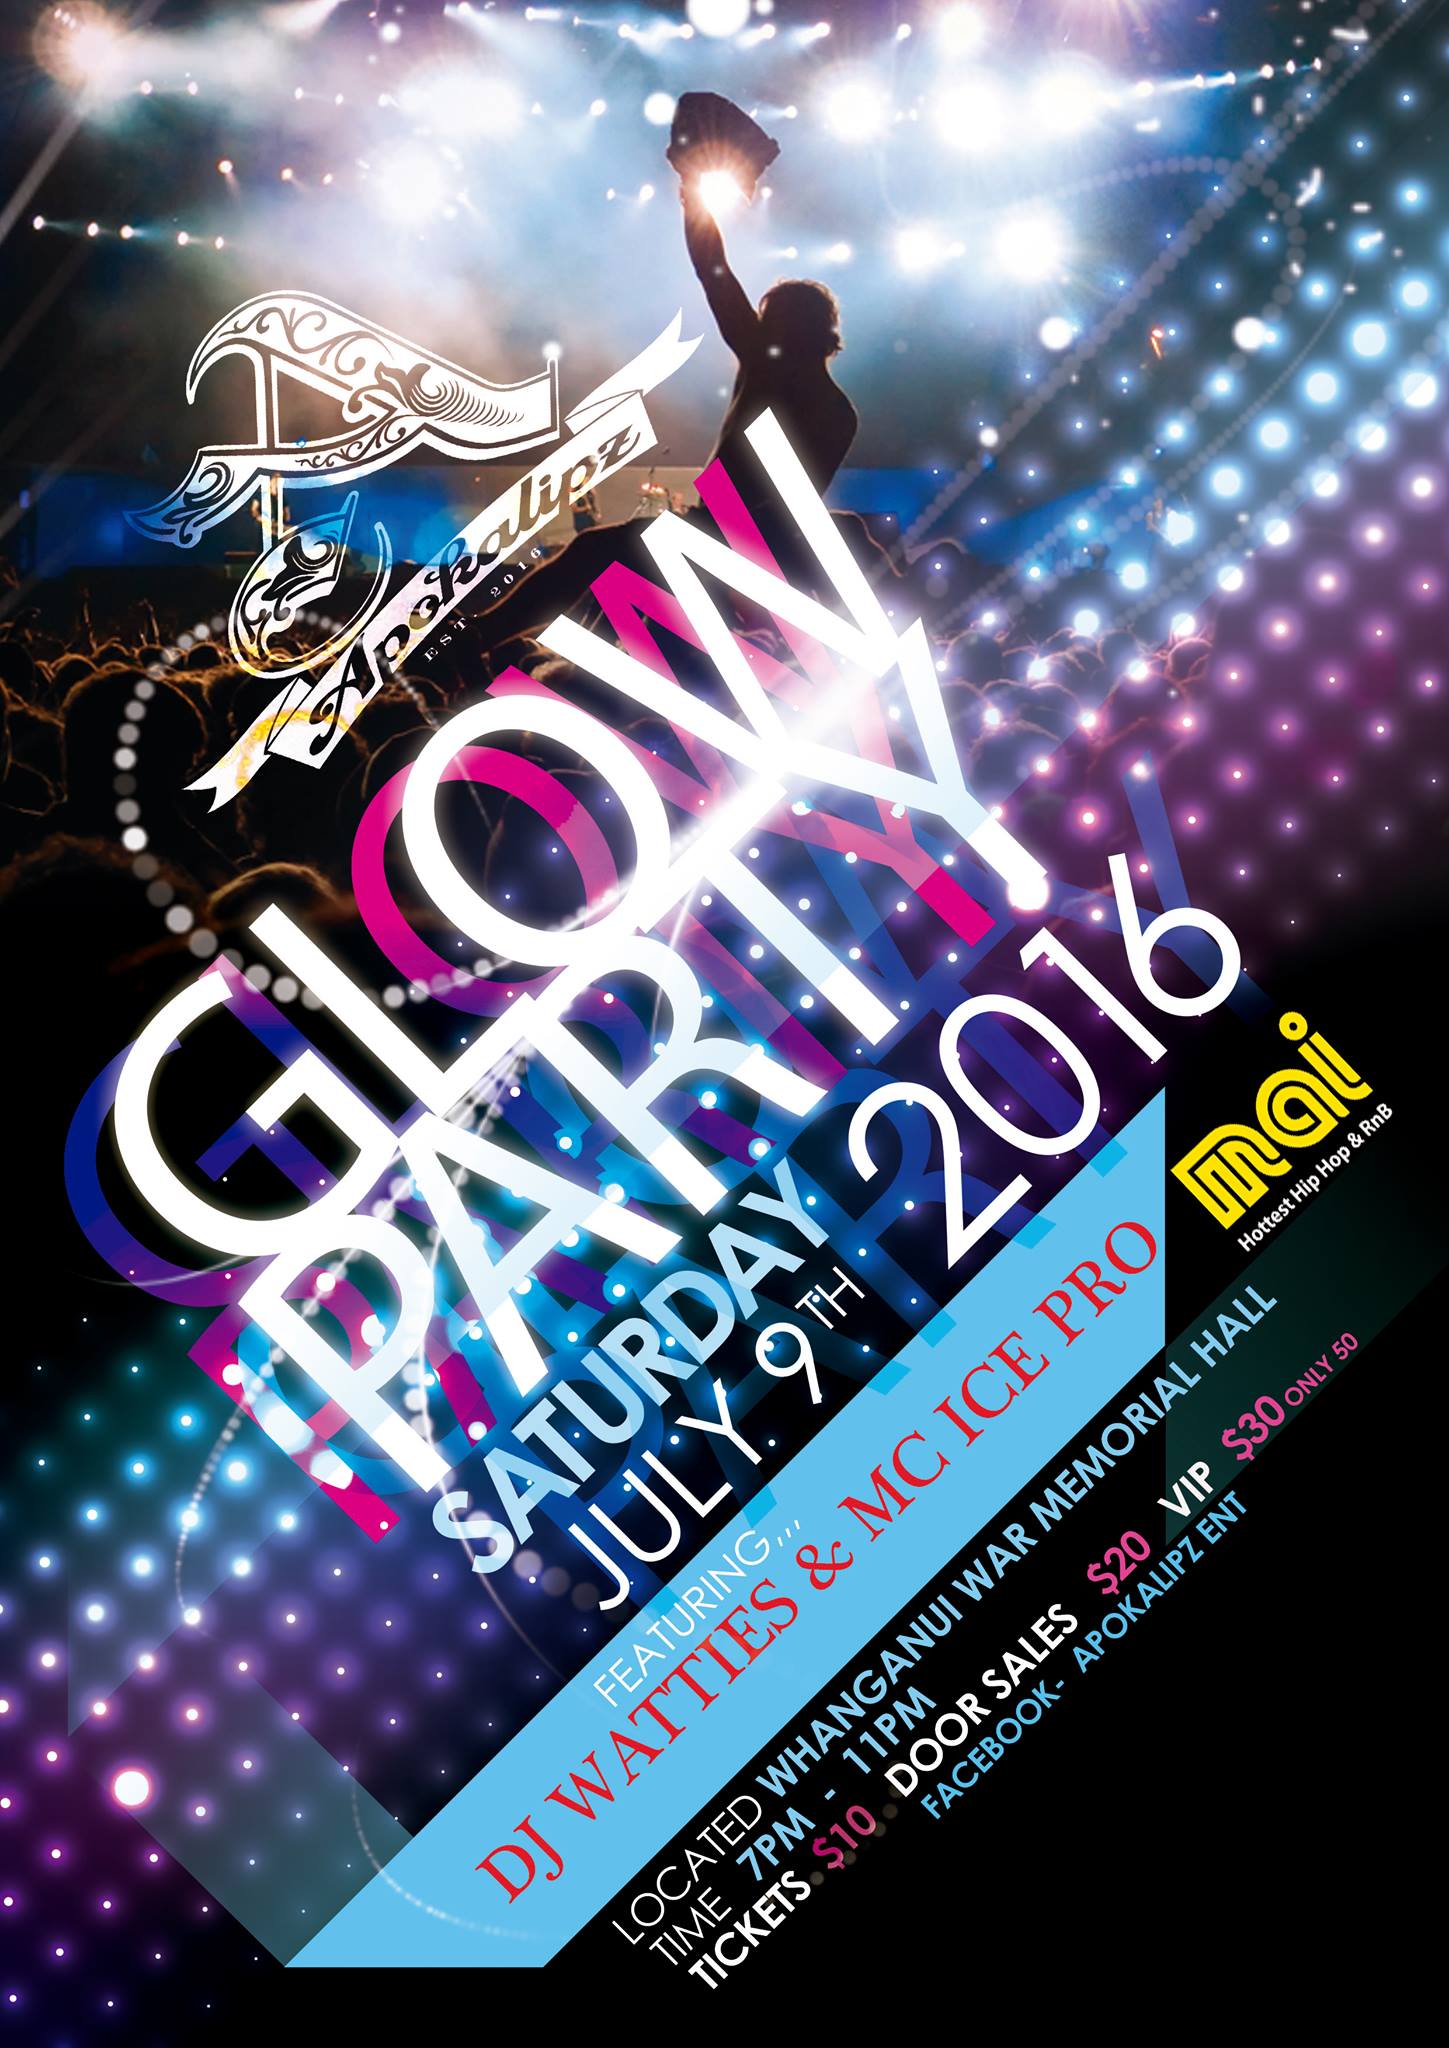 Apokalipz
EST. 2016
GLOW
PARTY
SATURDAY
JULY 9TH 2016
mai
Hottest Hip Hop & RnB
FEATURING,,,
DJ WATTIES & MC ICE PRO
LOCATED WHANGANUI WAR MEMORIAL HALL
TIME 7PM - 11PM
TICKETS $10 DOOR SALES $20 VIP $30 ONLY 50
FACEBOOK- APOKALIPZ ENT